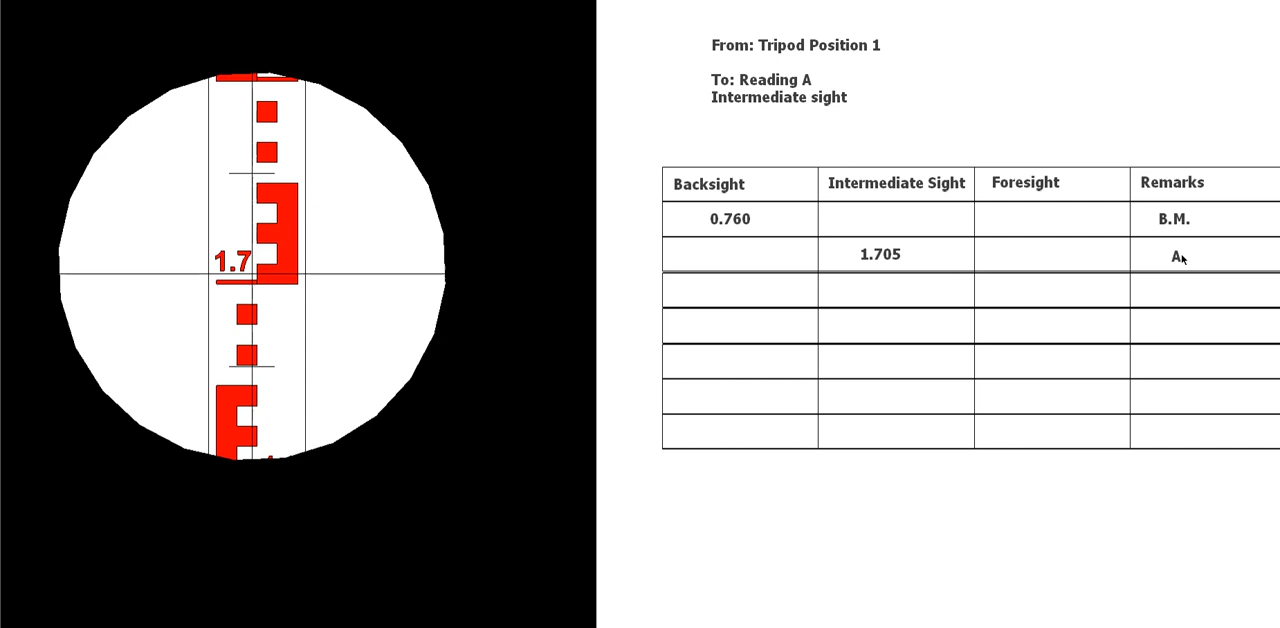 From: Tripod Position 1
To: Reading A
Intermediate sight
1.7
Backsight Intermediate Sight Foresight Remarks
0.760 B.M.
1.705 A